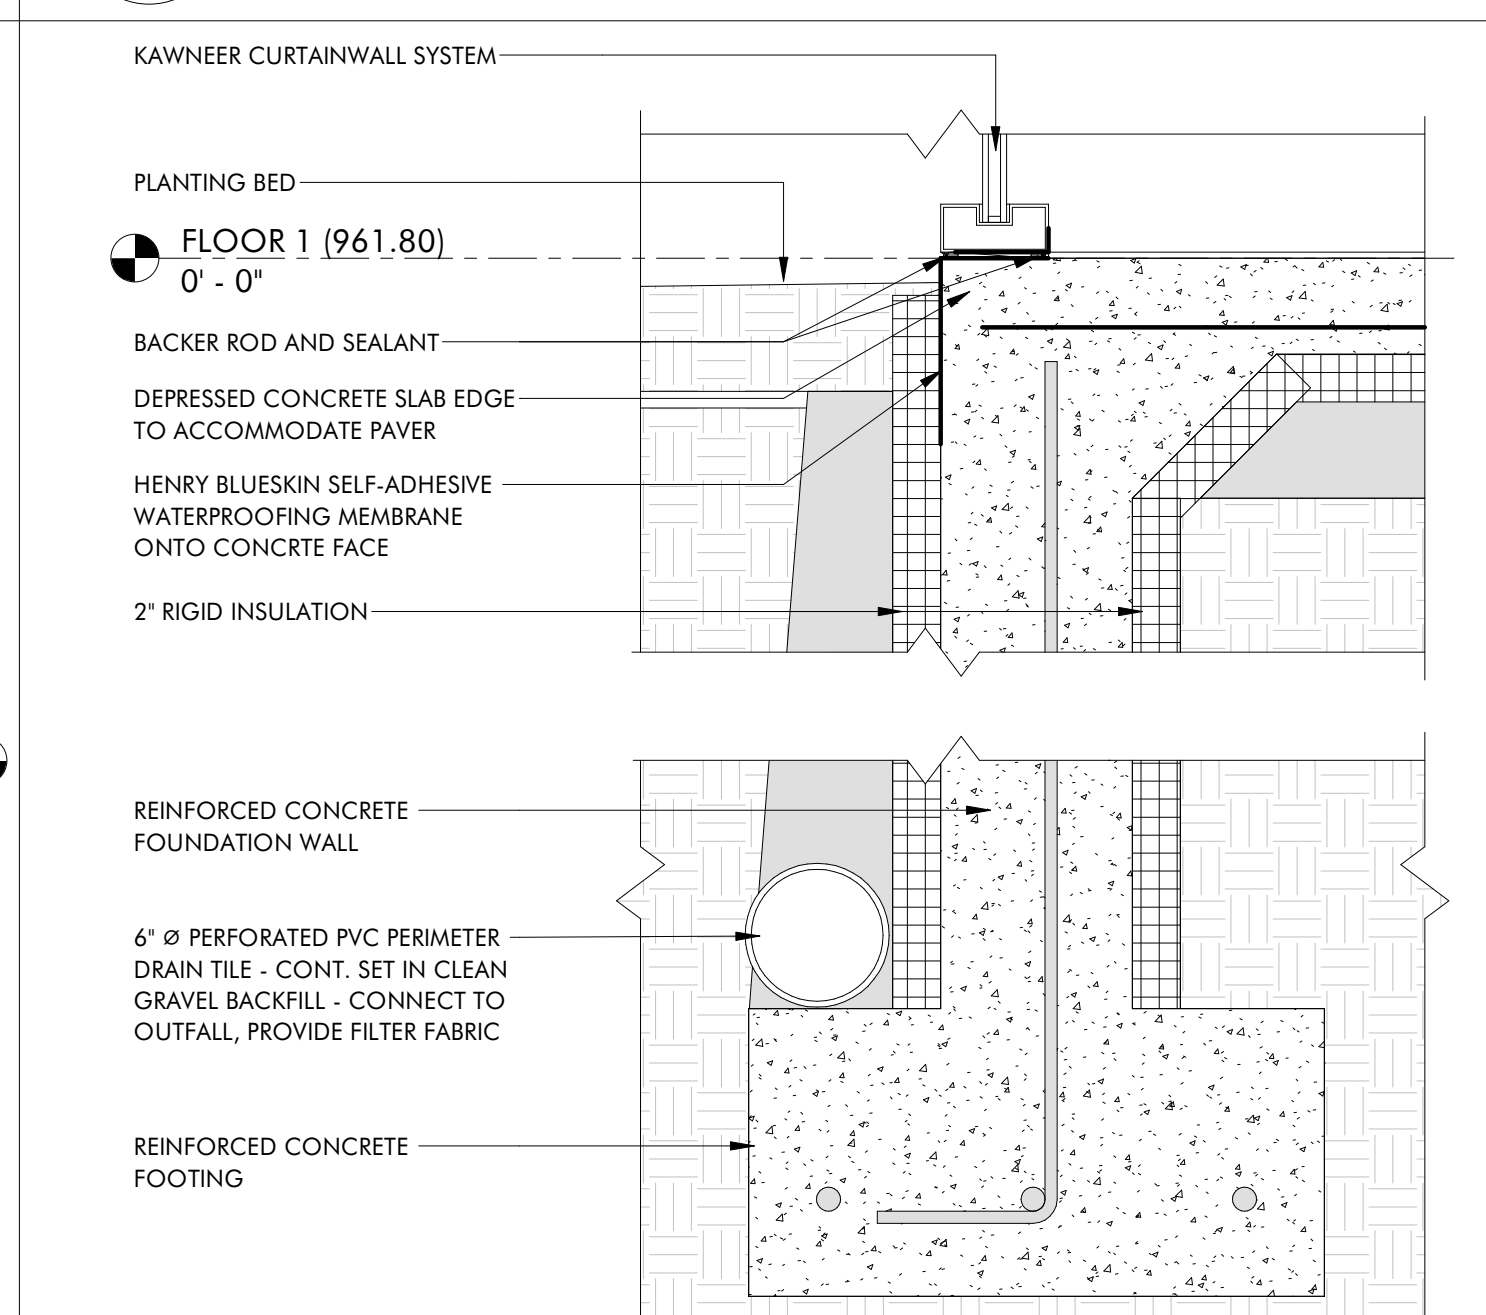 KAWNEER CURTAINWALL SYSTEM
PLANTING BED
FLOOR 1 (961.80)
0' - 0"
BACKER ROD AND SEALANT
DEPRESSED CONCRETE SLAB EDGE
TO ACCOMMODATE PAVER
HENRY BLUESKIN SELF-ADHESIVE
WATERPROOFING MEMBRANE
ONTO CONCRTE FACE
2" RIGID INSULATION
REINFORCED CONCRETE
FOUNDATION WALL
6" Ø PERFORATED PVC PERIMETER
DRAIN TILE - CONT. SET IN CLEAN
GRAVEL BACKFILL - CONNECT TO
OUTFALL, PROVIDE FILTER FABRIC
REINFORCED CONCRETE
FOOTING